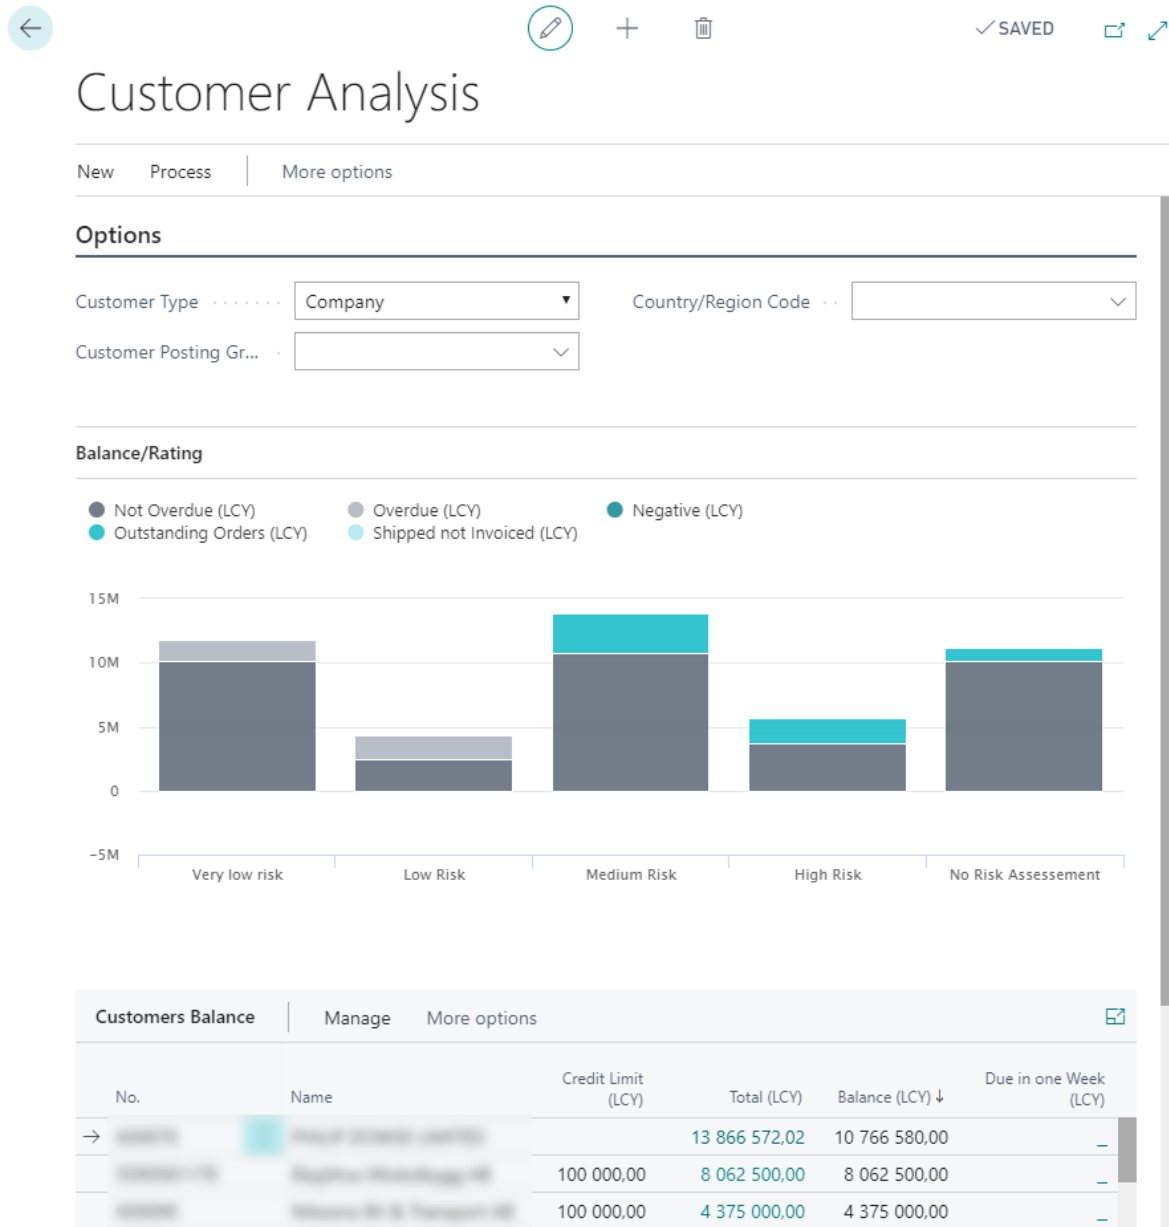 SAVED
Customer Analysis
New Process More options
Options
Customer Type Company Country/Region Code
Customer Posting Gr...
Balance/Rating
Not Overdue (LCY) Overdue (LCY) Negative (LCY)
Outstanding Orders (LCY) Shipped not Invoiced (LCY)
15M
10M
5M
0
-5M
Very low risk Low Risk Medium Risk High Risk No Risk Assessement
Customers Balance Manage More options
No. Name Credit Limit (LCY) Total (LCY) Balance (LCY) Due in one Week (LCY)
13 866 572,02 10 766 580,00 _
100 000,00 8 062 500,00 8 062 500,00 _
100 000,00 4 375 000,00 4 375 000,00 _